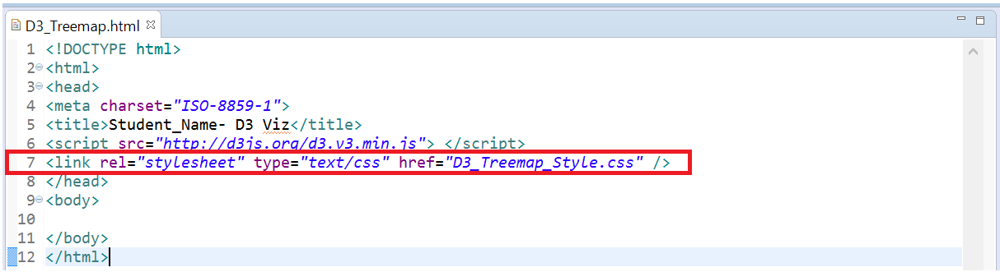 D3_Treemap.html
1 <!DOCTYPE html>
2 <html>
3 <head>
4 <meta charset="ISO-8859-1">
5 <title>Student_Name- D3 Viz</title>
6 <script src="http://d3js.org/d3.v3.min.js"> </script>
7 <link rel="stylesheet" type="text/css" href="D3_Treemap_Style.css" />
8 </head>
9 <body>
10
11 </body>
12 </html>